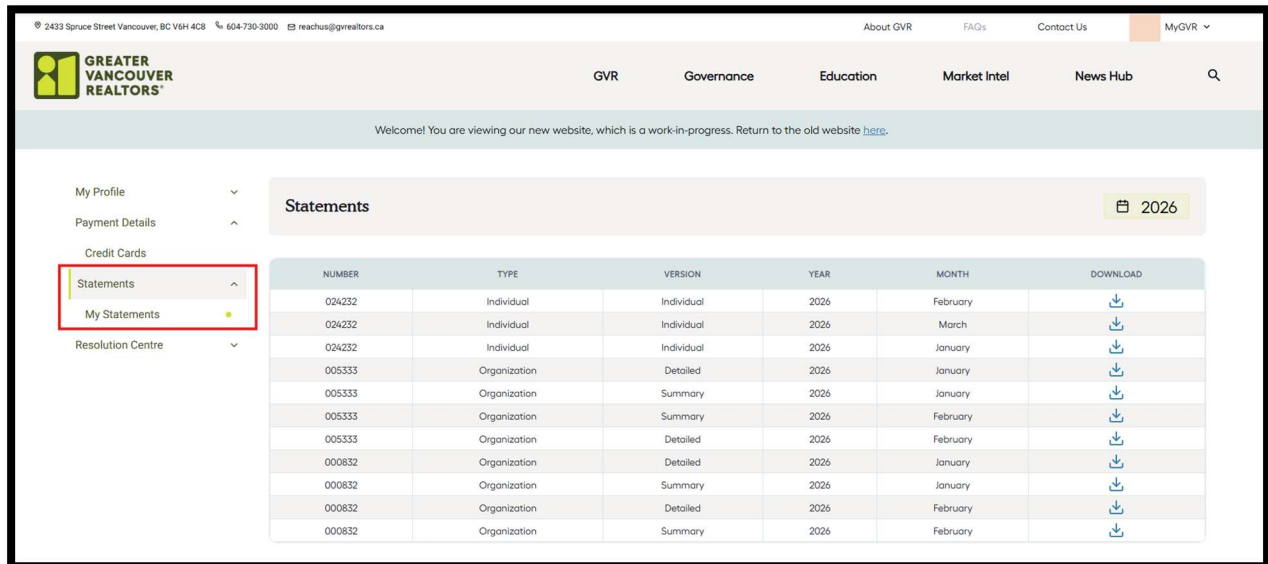 2433 Spruce Street Vancouver, BC V6H 4C8 604-730-3000 reachus@gvrealtors.ca About GVR FAQs Contact Us MyGVR
GREATER
VANCOUVER
REALTORS®
GVR Governance Education Market Intel News Hub
Welcome! You are viewing our new website, which is a work-in-progress. Return to the old website here.
My Profile
Payment Details
Credit Cards
Statements
My Statements
Resolution Centre
Statements 2026
NUMBER TYPE VERSION YEAR MONTH DOWNLOAD
024232 Individual Individual 2026 February
024232 Individual Individual 2026 March
024232 Individual Individual 2026 January
005333 Organization Detailed 2026 January
005333 Organization Summary 2026 January
005333 Organization Summary 2026 February
005333 Organization Detailed 2026 February
000832 Organization Detailed 2026 January
000832 Organization Summary 2026 January
000832 Organization Detailed 2026 February
000832 Organization Summary 2026 February